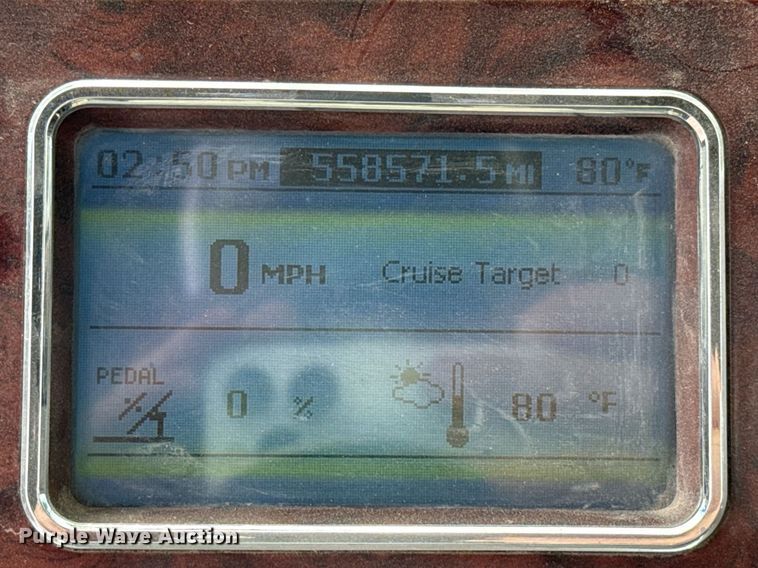 02:50 PM 558571.5 MI 80°F
0 MPH Cruise Target 0
PEDAL
%
0 % 80 °F
Purple Wave Auction